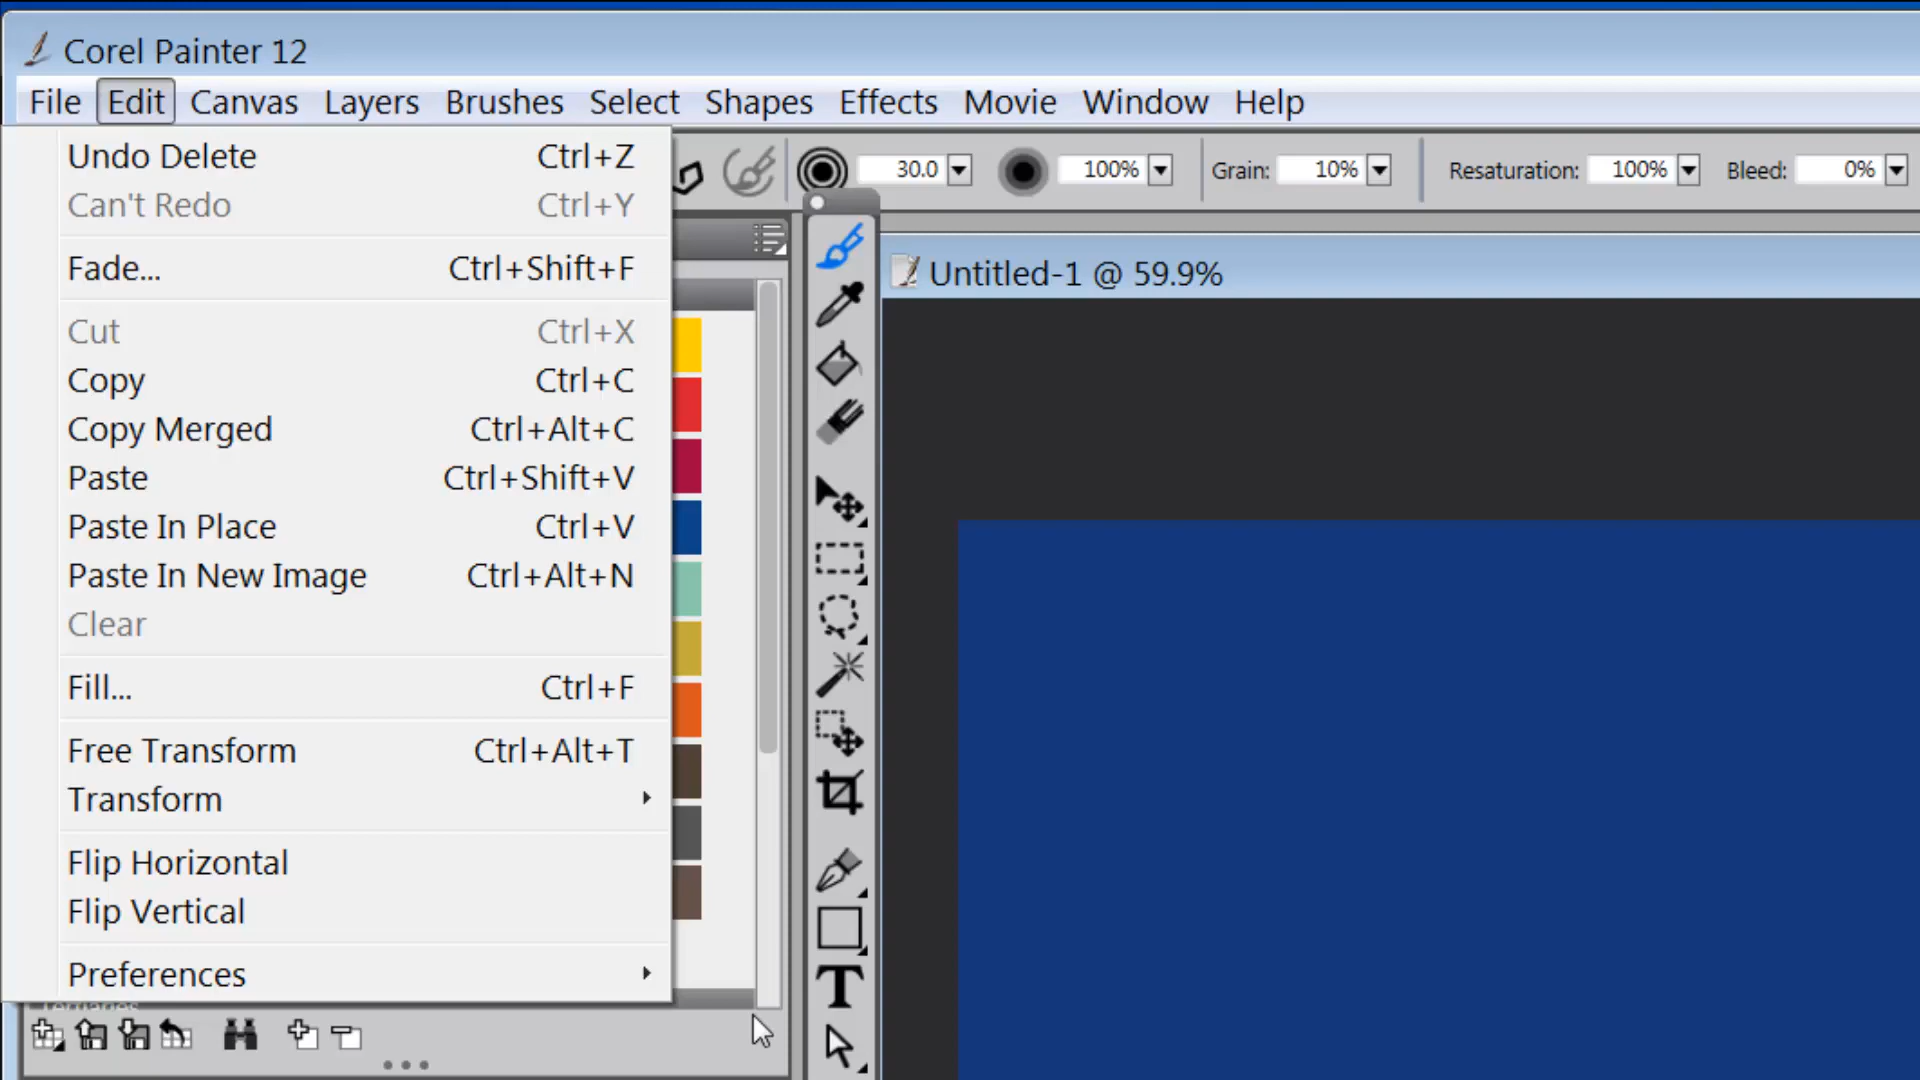 Corel Painter 12
File Edit Canvas Layers Brushes Select Shapes Effects Movie Window Help
Undo Delete Ctrl+Z
Can't Redo Ctrl+Y
Fade... Ctrl+Shift+F
Cut Ctrl+X
Copy Ctrl+C
Copy Merged Ctrl+Alt+C
Paste Ctrl+Shift+V
Paste In Place Ctrl+V
Paste In New Image Ctrl+Alt+N
Clear
Fill... Ctrl+F
Free Transform Ctrl+Alt+T
Transform
Flip Horizontal
Flip Vertical
Preferences
30.0 100% Grain: 10% Resaturation: 100% Bleed: 0%
Untitled-1 @ 59.9%
T